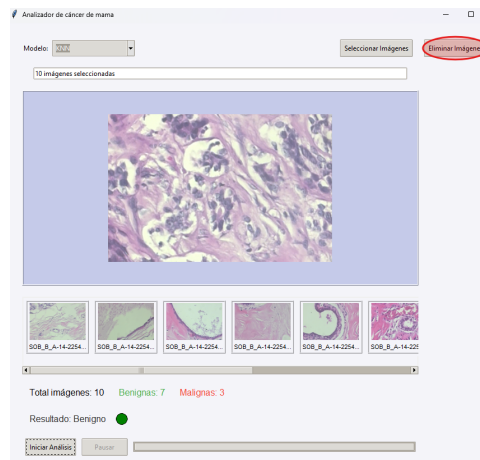 Analizador de cáncer de mama
Modelo: KNN Seleccionar Imágenes Eliminar Imágene
10 imágenes seleccionadas
SOB_B_A-14-2254... SOB_B_A-14-2254... SOB_B_A-14-2254... SOB_B_A-14-2254... SOB_B_A-14-2254... SOB_B_A-14-225
Total imágenes: 10 Benignas: 7 Malignas: 3
Resultado: Benigno
Iniciar Análisis Pausar